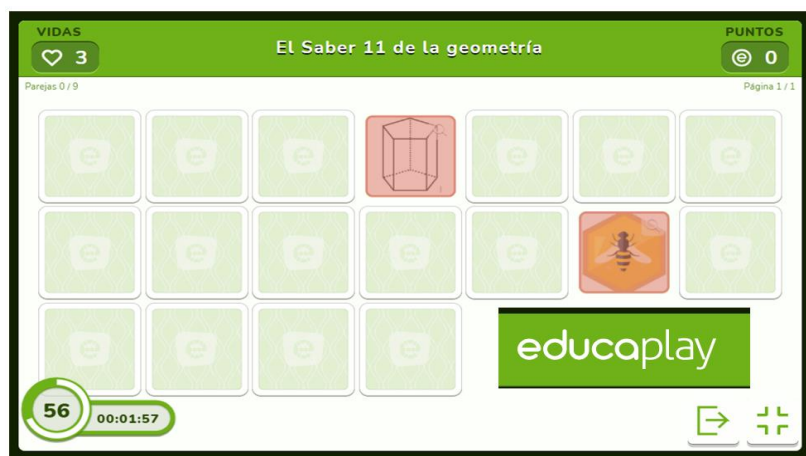 VIDAS
3
El Saber 11 de la geometría
PUNTOS
0
Parejas 0 / 9
Página 1 / 1
educaplay
56
00:01:57